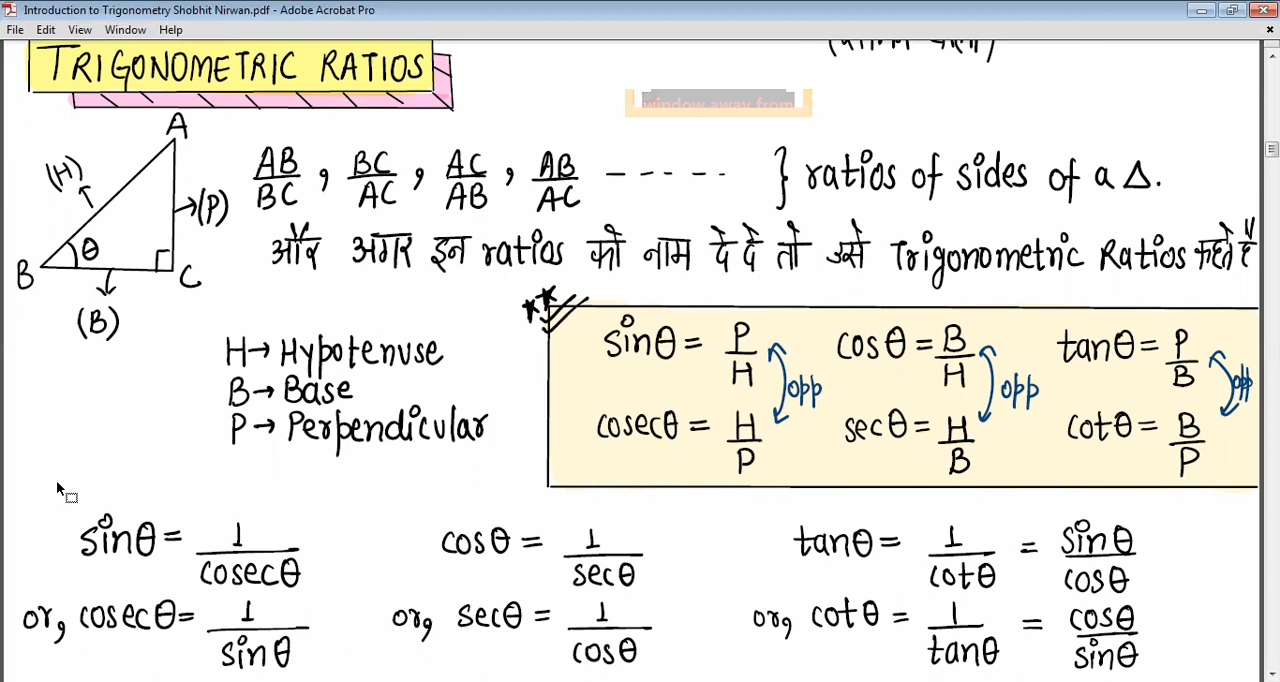 Introduction to Trigonometry Shobhit Nirwan.pdf - Adobe Acrobat Pro
File Edit View Window Help
TRIGONOMETRIC RATIOS
window away from
A
(H)
(P)
θ
B
C
(B)
AB/BC , BC/AC , AC/AB , AB/AC ------ } ratios of sides of a Δ.
और अगर इन ratios को नाम दे दे तो उसे Trigonometric Ratios कहते हैं
H→ Hypotenuse
B→ Base
P→ Perpendicular
sinθ = P/H opp cosθ = B/H opp tanθ = P/B opp
cosecθ = H/P secθ = H/B cotθ = B/P
sinθ = 1/cosecθ cosθ = 1/secθ tanθ = 1/cotθ = sinθ/cosθ
or, cosecθ = 1/sinθ or, secθ = 1/cosθ or, cotθ = 1/tanθ = cosθ/sinθ